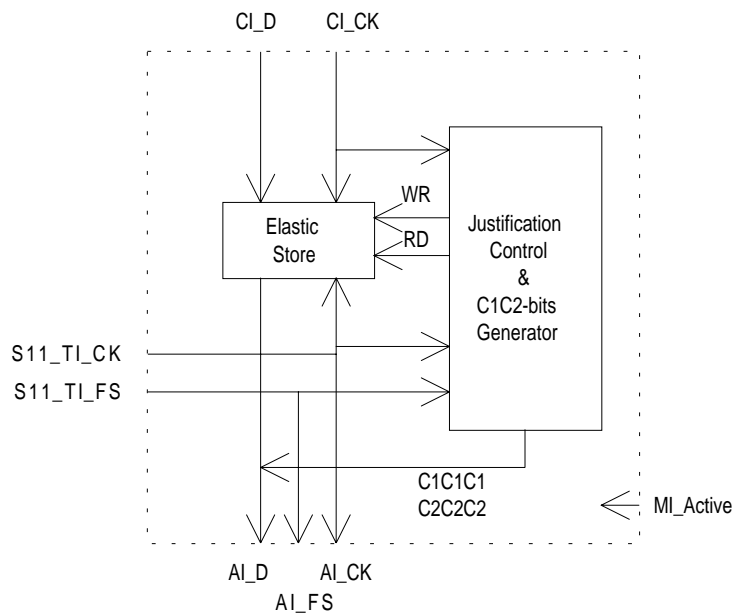 CI_D
CI_CK
WR
Elastic
Store
RD
Justification
Control
&
C1C2-bits
Generator
S11_TI_CK
S11_TI_FS
C1C1C1
C2C2C2
MI_Active
AI_D
AI_CK
AI_FS